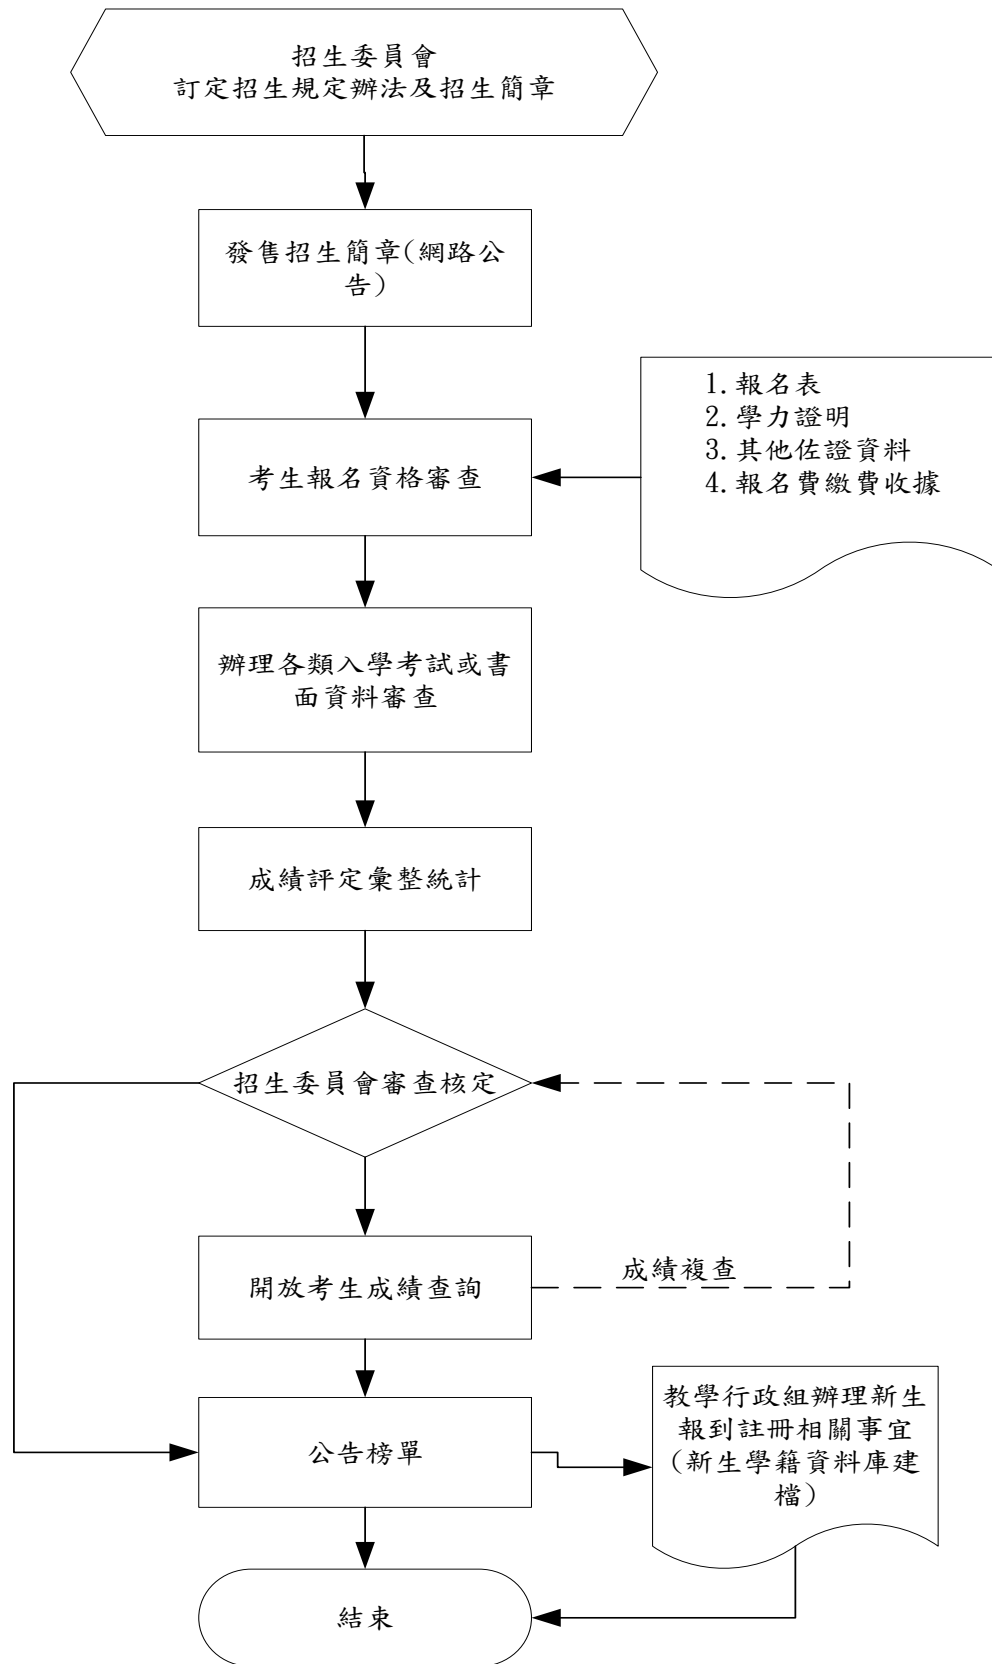 招生委員會
訂定招生規定辦法及招生簡章
發售招生簡章(網路公
告)
1.報名表
2.學力證明
3.其他佐證資料
4.報名費繳費收據
考生報名資格審查
辦理各類入學考試或書
面資料審查
成績評定彙整統計
招生委員會審查核定
成績複查
開放考生成績查詢
公告榜單
教學行政組辦理新生
報到註冊相關事宜
(新生學籍資料庫建
檔)
結束